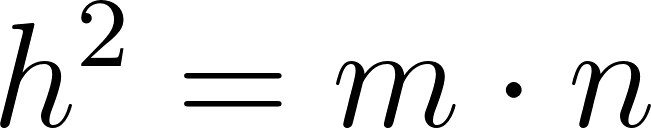 h² = m · n